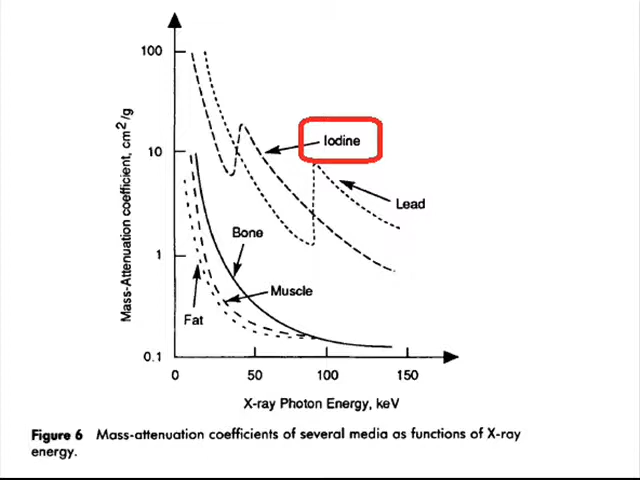 100
10
1
0.1
Mass-Attenuation coefficient, cm²/g
Iodine
Lead
Bone
Muscle
Fat
0 50 100 150
X-ray Photon Energy, keV
Figure 6 Mass-attenuation coefficients of several media as functions of X-ray
energy.